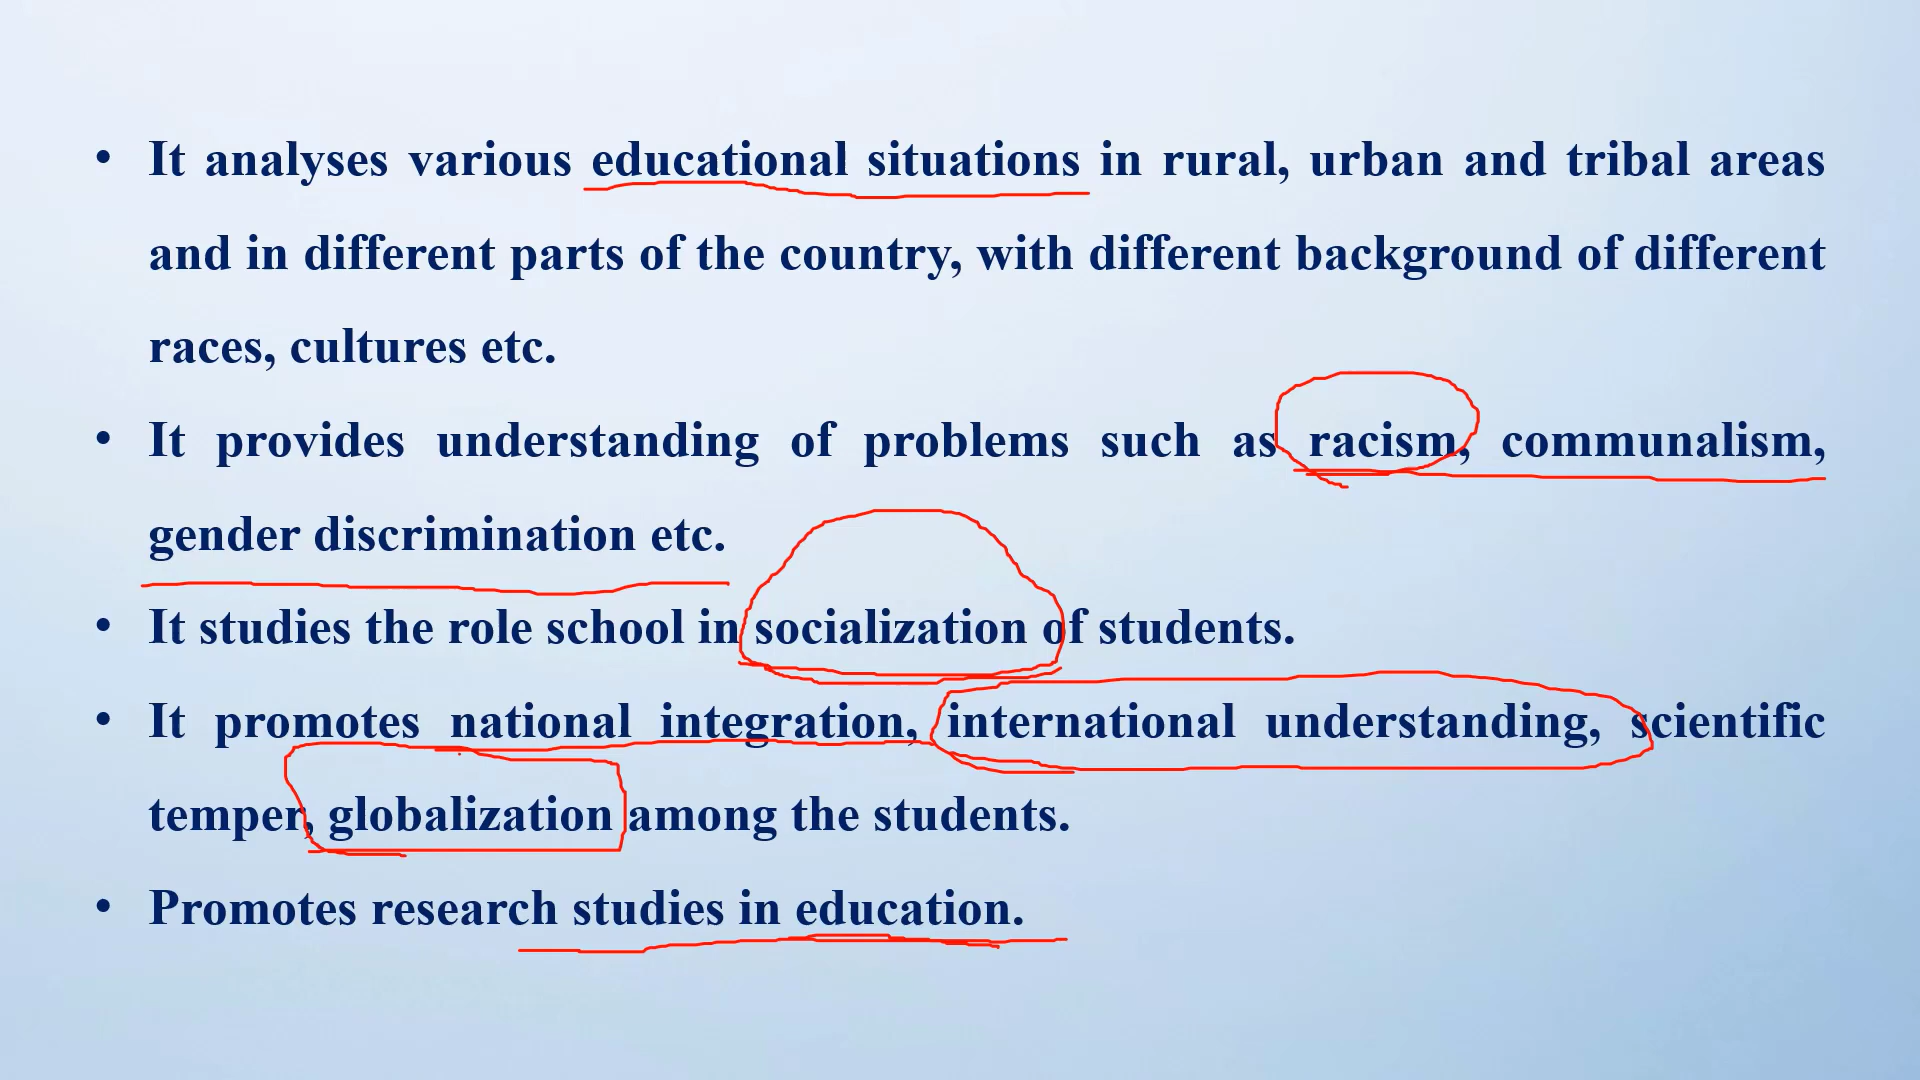 • It analyses various educational situations in rural, urban and tribal areas
and in different parts of the country, with different background of different
races, cultures etc.
• It provides understanding of problems such as racism, communalism,
gender discrimination etc.
• It studies the role school in socialization of students.
• It promotes national integration, international understanding, scientific
temper, globalization among the students.
• Promotes research studies in education.